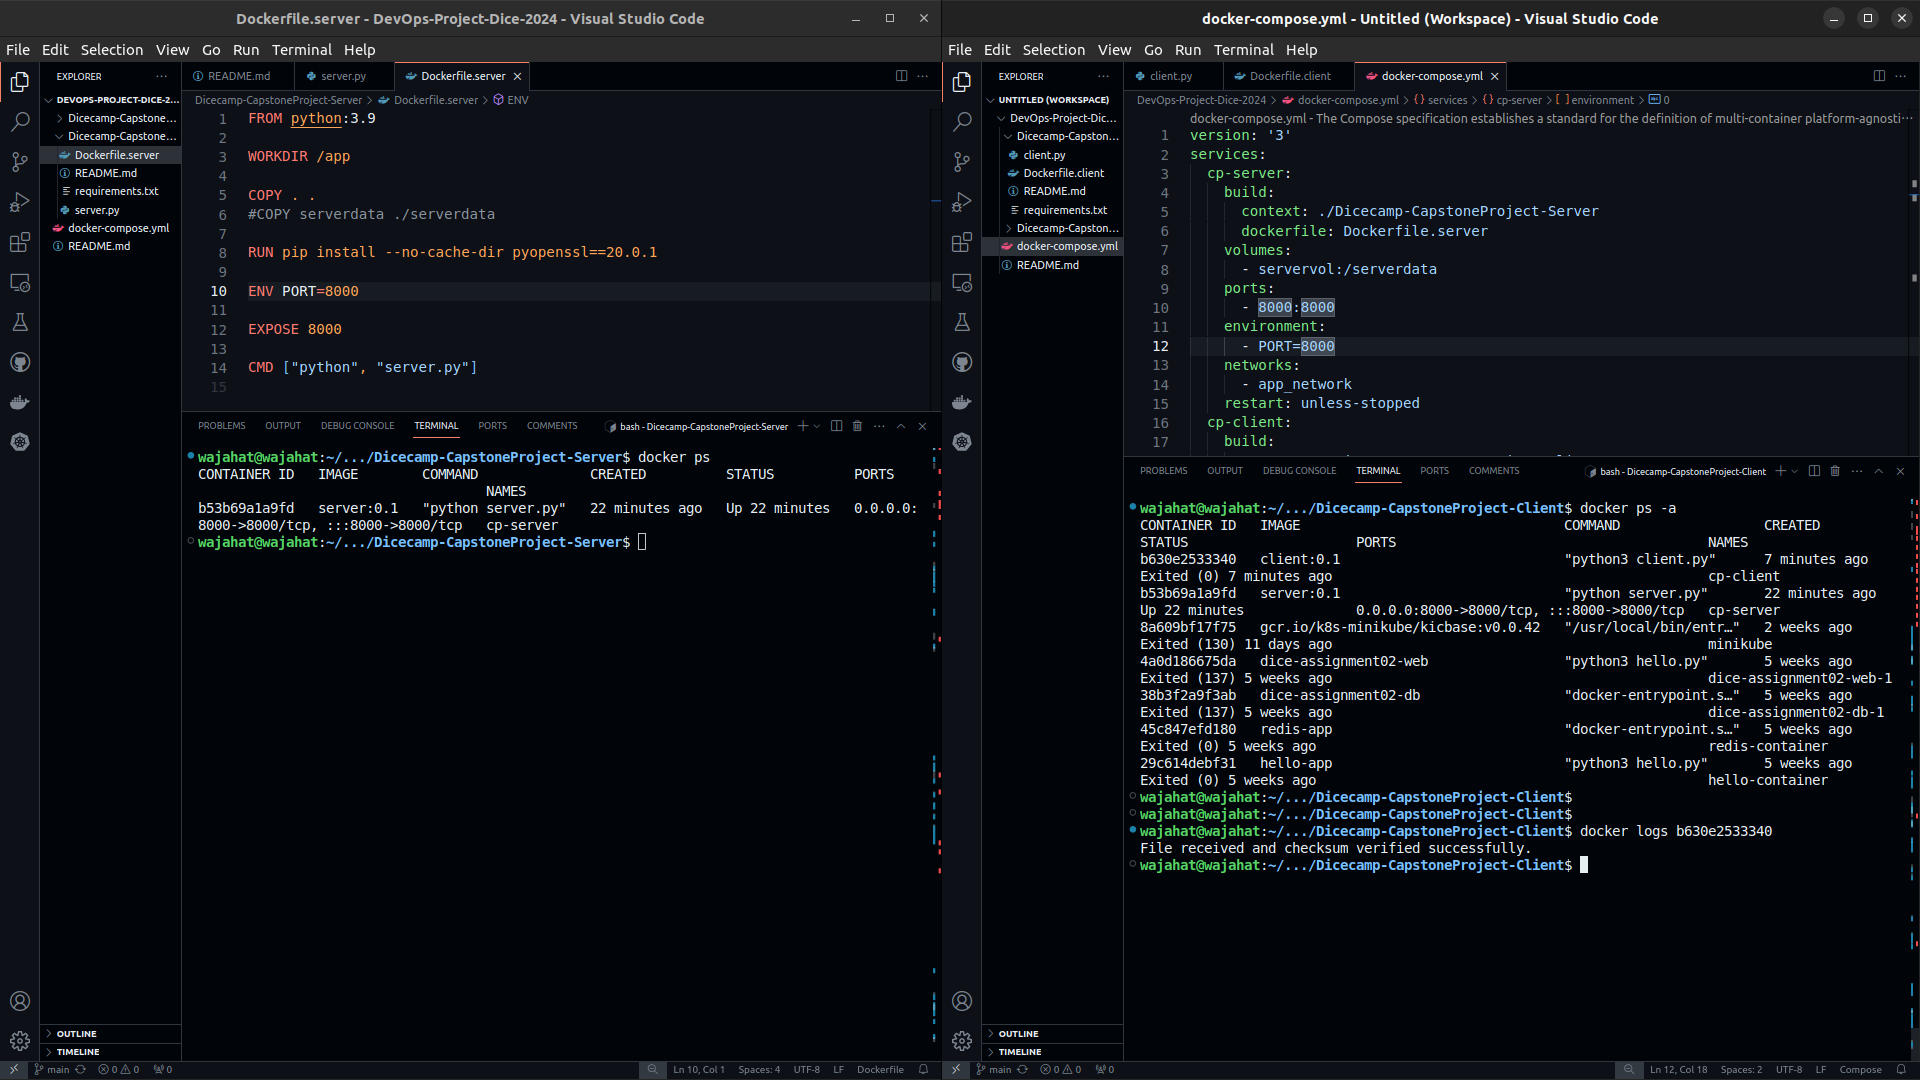 Dockerfile.server - DevOps-Project-Dice-2024 - Visual Studio Code
File Edit Selection View Go Run Terminal Help
EXPLORER
DEVOPS-PROJECT-DICE-2...
Dicecamp-Capstone...
Dicecamp-Capstone...
Dockerfile.server
README.md
requirements.txt
server.py
docker-compose.yml
README.md
OUTLINE
TIMELINE
README.md server.py Dockerfile.server
Dicecamp-CapstoneProject-Server > Dockerfile.server > ENV
1 FROM python:3.9
2
3 WORKDIR /app
4
5 COPY . .
6 #COPY serverdata ./serverdata
7
8 RUN pip install --no-cache-dir pyopenssl==20.0.1
9
10 ENV PORT=8000
11
12 EXPOSE 8000
13
14 CMD ["python", "server.py"]
15
PROBLEMS OUTPUT DEBUG CONSOLE TERMINAL PORTS COMMENTS bash - Dicecamp-CapstoneProject-Server
wajahat@wajahat:~/.../Dicecamp-CapstoneProject-Server$ docker ps
CONTAINER ID IMAGE COMMAND CREATED STATUS PORTS
NAMES
b53b69a1a9fd server:0.1 "python server.py" 22 minutes ago Up 22 minutes 0.0.0.0:
8000->8000/tcp, :::8000->8000/tcp cp-server
wajahat@wajahat:~/.../Dicecamp-CapstoneProject-Server$
main 0 0 0 Ln 10, Col 1 Spaces: 4 UTF-8 LF Dockerfile
docker-compose.yml - Untitled (Workspace) - Visual Studio Code
File Edit Selection View Go Run Terminal Help
EXPLORER
UNTITLED (WORKSPACE)
DevOps-Project-Dic...
Dicecamp-Capston...
client.py
Dockerfile.client
README.md
requirements.txt
Dicecamp-Capston...
docker-compose.yml
README.md
OUTLINE
TIMELINE
client.py Dockerfile.client docker-compose.yml
DevOps-Project-Dice-2024 > docker-compose.yml > {} services > {} cp-server > [ ] environment > 0
docker-compose.yml - The Compose specification establishes a standard for the definition of multi-container platform-agnosti...
1 version: '3'
2 services:
3 cp-server:
4 build:
5 context: ./Dicecamp-CapstoneProject-Server
6 dockerfile: Dockerfile.server
7 volumes:
8 - servervol:/serverdata
9 ports:
10 - 8000:8000
11 environment:
12 - PORT=8000
13 networks:
14 - app_network
15 restart: unless-stopped
16 cp-client:
17 build:
PROBLEMS OUTPUT DEBUG CONSOLE TERMINAL PORTS COMMENTS bash - Dicecamp-CapstoneProject-Client
wajahat@wajahat:~/.../Dicecamp-CapstoneProject-Client$ docker ps -a
CONTAINER ID IMAGE COMMAND CREATED
STATUS PORTS NAMES
b630e2533340 client:0.1 "python3 client.py" 7 minutes ago
Exited (0) 7 minutes ago cp-client
b53b69a1a9fd server:0.1 "python server.py" 22 minutes ago
Up 22 minutes 0.0.0.0:8000->8000/tcp, :::8000->8000/tcp cp-server
8a609bf17f75 gcr.io/k8s-minikube/kicbase:v0.0.42 "/usr/local/bin/entr…" 2 weeks ago
Exited (130) 11 days ago minikube
4a0d186675da dice-assignment02-web "python3 hello.py" 5 weeks ago
Exited (137) 5 weeks ago dice-assignment02-web-1
38b3f2a9f3ab dice-assignment02-db "docker-entrypoint.s…" 5 weeks ago
Exited (137) 5 weeks ago dice-assignment02-db-1
45c847efd180 redis-app "docker-entrypoint.s…" 5 weeks ago
Exited (0) 5 weeks ago redis-container
29c614debf31 hello-app "python3 hello.py" 5 weeks ago
Exited (0) 5 weeks ago hello-container
wajahat@wajahat:~/.../Dicecamp-CapstoneProject-Client$
wajahat@wajahat:~/.../Dicecamp-CapstoneProject-Client$
wajahat@wajahat:~/.../Dicecamp-CapstoneProject-Client$ docker logs b630e2533340
File received and checksum verified successfully.
wajahat@wajahat:~/.../Dicecamp-CapstoneProject-Client$
main 0 0 0 Ln 12, Col 18 Spaces: 2 UTF-8 LF Compose